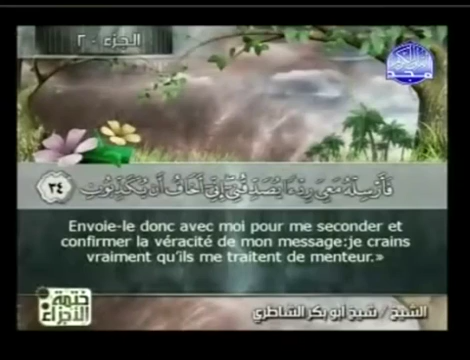 الجزء - ٢٠
مجد
فَأَرْسِلْهُ مَعِيَ رِدْءًا يُصَدِّقُنِي إِنِّي أَخَافُ أَن يُكَذِّبُونِ ٣٤
Envoie-le donc avec moi pour me seconder et
confirmer la véracité de mon message:je crains
vraiment qu'ils me traitent de menteur.»
ختمة
الأجزاء
الشيخ / شيخ أبو بكر الشاطري